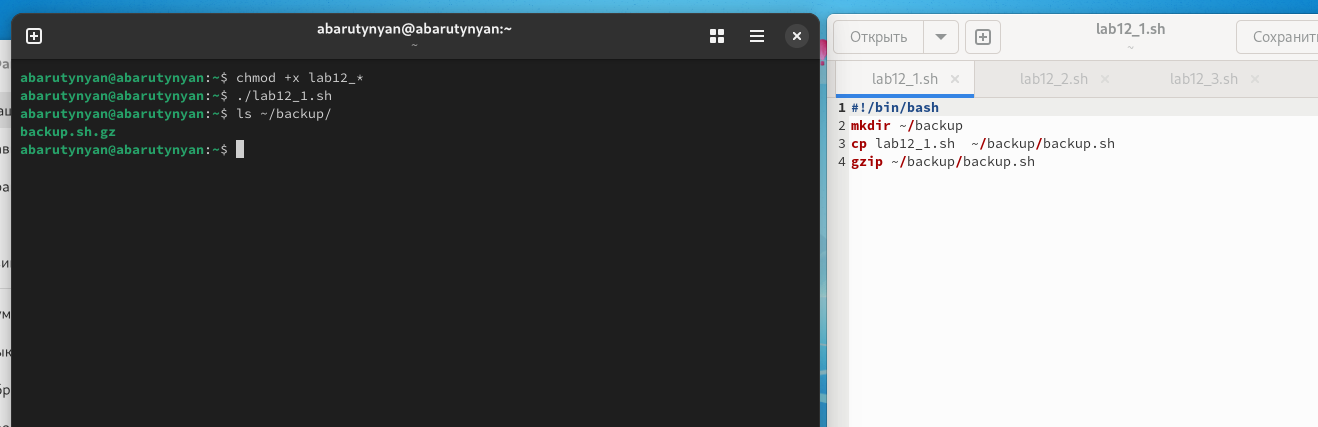 abarutynyan@abarutynyan:~
~
abarutynyan@abarutynyan:~$ chmod +x lab12_*
abarutynyan@abarutynyan:~$ ./lab12_1.sh
abarutynyan@abarutynyan:~$ ls ~/backup/
backup.sh.gz
abarutynyan@abarutynyan:~$
Открыть
lab12_1.sh
~
lab12_1.sh ×
lab12_2.sh ×
lab12_3.sh ×
1 #!/bin/bash
2 mkdir ~/backup
3 cp lab12_1.sh  ~/backup/backup.sh
4 gzip ~/backup/backup.sh